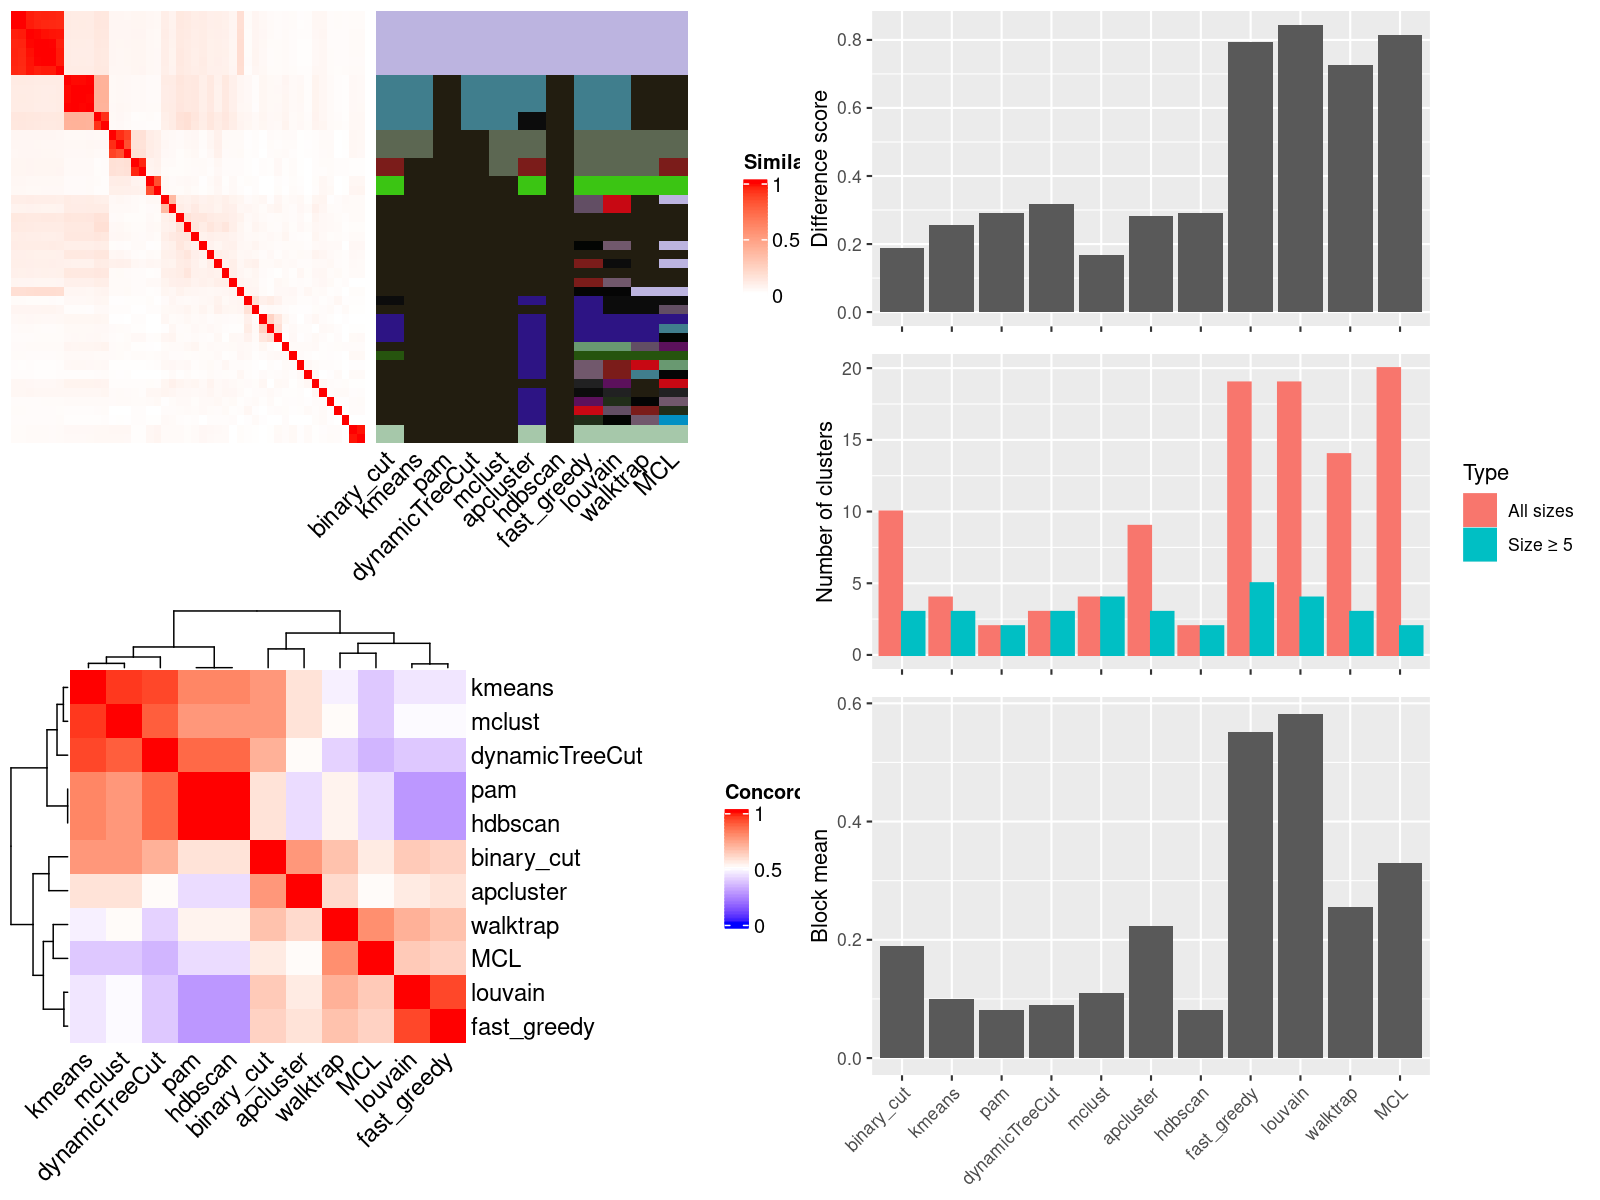 Simila
1
0.5
0
binary_cut
kmeans
pam
dynamicTreeCut
mclust
apcluster
hdbscan
fast_greedy
louvain
walktrap
MCL
kmeans
mclust
dynamicTreeCut
pam
hdbscan
binary_cut
apcluster
walktrap
MCL
louvain
fast_greedy
Concord
1
0.5
0
kmeans
mclust
dynamicTreeCut
pam
hdbscan
binary_cut
apcluster
walktrap
MCL
louvain
fast_greedy
Difference score
0.8
0.6
0.4
0.2
0.0
Number of clusters
20
15
10
5
0
Type
All sizes
Size ≥ 5
Block mean
0.6
0.4
0.2
0.0
binary_cut
kmeans
pam
dynamicTreeCut
mclust
apcluster
hdbscan
fast_greedy
louvain
walktrap
MCL